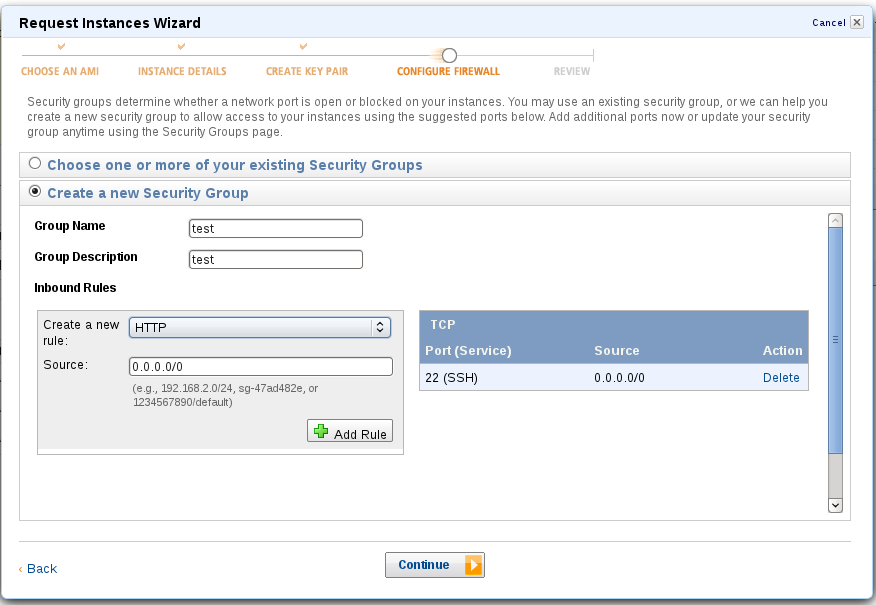 Request Instances Wizard
Cancel
CHOOSE AN AMI
INSTANCE DETAILS
CREATE KEY PAIR
CONFIGURE FIREWALL
REVIEW
Security groups determine whether a network port is open or blocked on your instances. You may use an existing security group, or we can help you
create a new security group to allow access to your instances using the suggested ports below. Add additional ports now or update your security
group anytime using the Security Groups page.
Choose one or more of your existing Security Groups
Create a new Security Group
Group Name
test
Group Description
test
Inbound Rules
Create a new
rule:
HTTP
Source:
0.0.0.0/0
(e.g., 192.168.2.0/24, sg-47ad482e, or
1234567890/default)
Add Rule
TCP
Port (Service) Source Action
22 (SSH) 0.0.0.0/0 Delete
Back
Continue